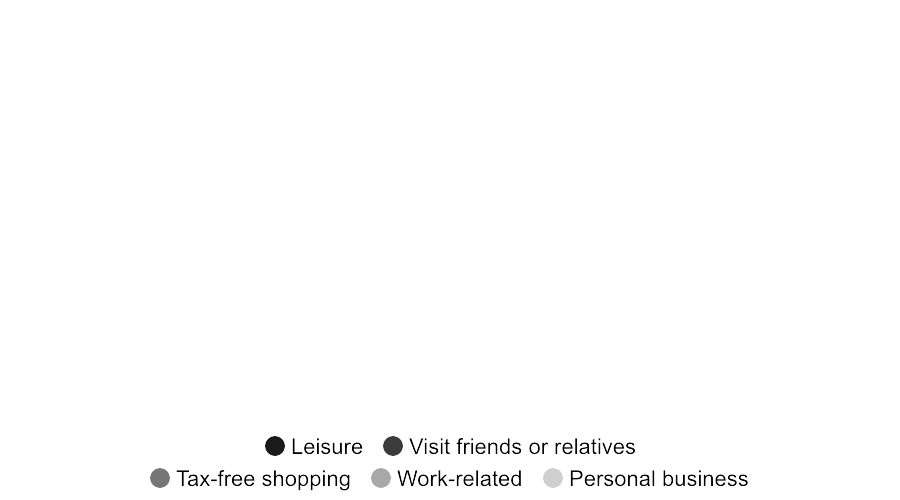 Leisure Visit friends or relatives
Tax-free shopping Work-related Personal business